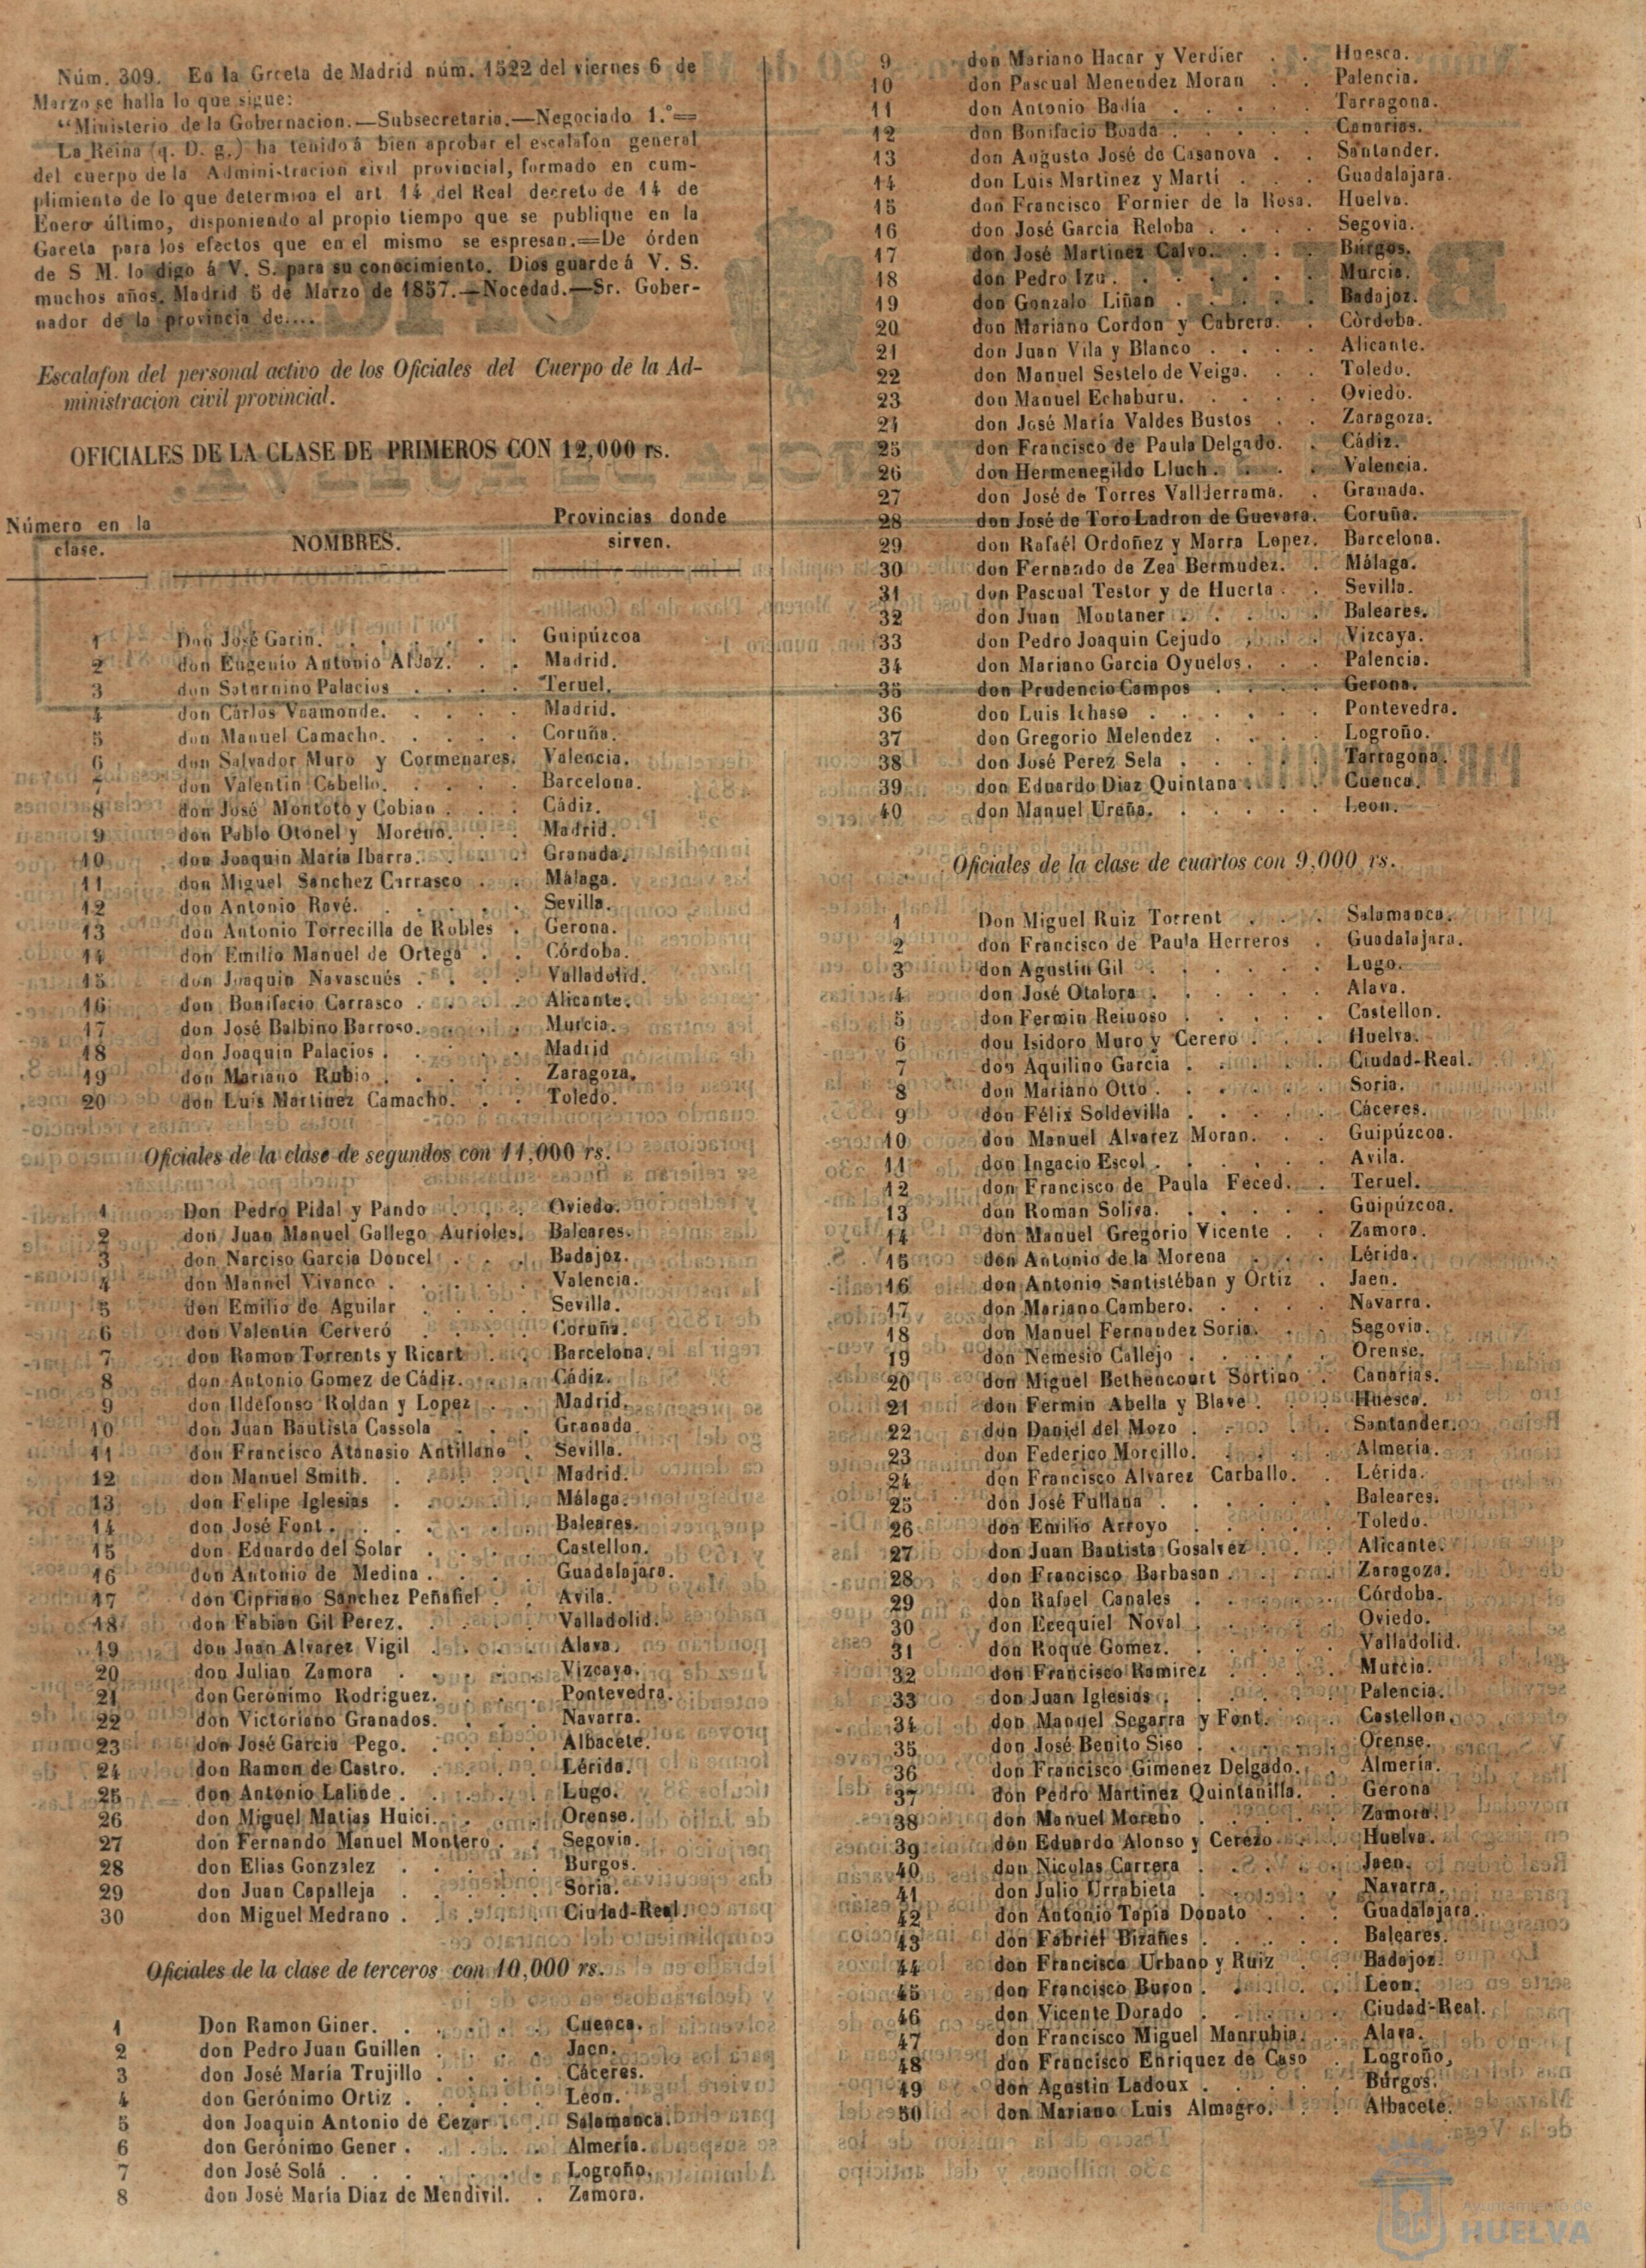 Núm. 309. En la Grceta de Madrid núm. 1522 del viernes 6 de
Marzo se halla lo que sigue:
“Ministerio de la Gobernacion.—Subsecretaria.—Negociado 1.°=
La Reina (q. D. g.) ha tenido á bien aprobar el escalafon general
del cuerpo de la Administracion civil provincial, formado en cum-
plimiento de lo que determina el art 14 del Real decreto de 14 de
Enero último, disponiendo al propio tiempo que se publique en la
Gaceta para los efectos que en el mismo se espresan.=De órden
de S M. lo digo á V. S. para su conocimiento. Dios guarde á V. S.
muchos años. Madrid 5 de Marzo de 1857.—Nocedal.—Sr. Gober-
nador de la provincia de....
Escalafon del personal activo de los Oficiales del Cuerpo de la Ad-
ministracion civil provincial.
OFICIALES DE LA CLASE DE PRIMEROS CON 12,000 rs.
Número en la clase. NOMBRES. Provincias donde sirven.
1 Don José Garin. Guipúzcoa
2 don Eugenio Antonio Aldaz. Madrid.
3 don Saturnino Palacios Teruel.
4 don Cárlos Vaamonde. Madrid.
5 don Manuel Camacho. Coruña.
6 don Salvador Muro y Cormenares. Valencia.
7 don Valentin Cabello. Barcelona.
8 don José Montoto y Cobian Cádiz.
9 don Pablo Otonel y Moreno. Madrid.
10 don Joaquin María Ibarra. Granada.
11 don Miguel Sanchez Carrasco Málaga.
12 don Antonio Ravé. Sevilla.
13 don Antonio Torrecilla de Robles Gerona.
14 don Emilio Manuel de Ortega Córdoba.
15 don Joaquin Navascués Valladolid.
16 don Bonifacio Carrasco Alicante.
17 don José Balbino Barroso. Murcia.
18 don Joaquin Palacios Madrid
19 don Mariano Rubio Zaragoza.
20 don Luis Martinez Camacho. Toledo.
Oficiales de la clase de segundos con 11,000 rs.
1 Don Pedro Pidal y Pando Oviedo.
2 don Juan Manuel Gallego Aurioles. Baleares.
3 don Narciso Garcia Doncel Badajoz.
4 don Manuel Vivanco Valencia.
5 don Emilio de Aguilar Sevilla.
6 don Valentin Cerveró Coruña.
7 don Ramon Torrents y Ricart Barcelona.
8 don Antonio Gomez de Cádiz. Cádiz.
9 don Ildefonso Roldan y Lopez Madrid.
10 don Juan Bautista Cassola Granada
11 don Francisco Atanasio Antillano Sevilla.
12 don Manuel Smith. Madrid.
13 don Felipe Iglesias Málaga.
14 don José Font. Baleares.
15 don Eduardo del Solar Castellon.
16 don Antonio de Medina Guadalajara.
17 don Cipriano Sanchez Peñafiel Avila.
18 don Fabian Gil Perez. Valladolid.
19 don Juan Alvarez Vigil Alava.
20 don Julian Zamora Vizcaya.
21 don Gerónimo Rodriguez. Pontevedra.
22 don Victoriano Granados. Navarra.
23 don José Garcia Pego. Albacete.
24 don Ramon de Castro. Lérida.
25 don Antonio Lalinde Lugo.
26 don Miguel Matias Huici. Orense.
27 don Fernando Manuel Montero Segovia.
28 don Elias Gonzalez Burgos.
29 don Juan Capalleja Soria.
30 don Miguel Medrano Ciudad-Real.
Oficiales de la clase de terceros con 10,000 rs.
1 Don Ramon Giner. Cuenca.
2 don Pedro Juan Guillen Jaen.
3 don José María Trujillo Cáceres.
4 don Gerónimo Ortiz Leon.
5 don Joaquin Antonio de Cezar Salamanca.
6 don Gerónimo Gener Almería.
7 don José Solá Logroño.
8 don José María Diaz de Mendivil. Zamora.
9 don Mariano Hacar y Verdier Huesca.
10 don Pascual Menendez Moran Palencia.
11 don Antonio Badía Tarragona.
12 don Bonifacio Boada Canarias.
13 don Augusto José de Casanova Santander.
14 don Luis Martinez y Marti Guadalajara.
15 don Francisco Fornier de la Rosa. Huelva.
16 don José Garcia Reloba Segovia.
17 don José Martinez Calvo. Burgos.
18 don Pedro Izu. Murcia.
19 don Gonzalo Liñan Badajoz.
20 don Mariano Cordon y Cabrera. Córdoba.
21 don Juan Vila y Blanco Alicante.
22 don Manuel Sestelo de Veiga. Toledo.
23 don Manuel Echaburu. Oviedo.
24 don José María Valdes Bustos Zaragoza.
25 don Francisco de Paula Delgado. Cádiz.
26 don Hermenegildo Lluch. Valencia.
27 don José de Torres Vallderrama. Granada.
28 don José de Toro Ladron de Guevara. Coruña.
29 don Rafaél Ordoñez y Marra Lopez. Barcelona.
30 don Fernando de Zea Bermudez. Málaga.
31 don Pascual Testor y de Huerta Sevilla.
32 don Juan Moutaner Baleares.
33 don Pedro Joaquin Cejudo Vizcaya.
34 don Mariano Garcia Oyuelos. Palencia.
35 don Prudencio Campos Gerona.
36 don Luis Ichaso Pontevedra.
37 don Gregorio Melendez Logroño.
38 don José Perez Sela Tarragona.
39 don Eduardo Diaz Quintana Cuenca.
40 don Manuel Ureña. Leon.
Oficiales de la clase de cuartos con 9,000 rs.
1 Don Miguel Ruiz Torrent Salamanca.
2 don Francisco de Paula Herreros Guadalajara.
3 don Agustin Gil Lugo.
4 don José Otalora Alava.
5 don Fermin Reinoso Castellon.
6 dou Isidoro Muro y Cerero Huelva.
7 don Aquilino Garcia Ciudad-Real.
8 don Mariano Otto Soria.
9 don Félix Soldevilla Cáceres.
10 don Manuel Alvarez Moran. Guipúzcoa.
11 don Ingacio Escol Avila.
12 don Francisco de Paula Feced. Teruel.
13 don Roman Soliva. Guipúzcoa.
14 don Manuel Gregorio Vicente Zamora.
15 don Antonio de la Morena Lérida.
16 don Antonio Santistéban y Ortiz Jaen.
17 don Mariano Cambero. Navarra.
18 don Manuel Fernandez Soria. Segovia.
19 don Nemesio Callejo Orense.
20 don Miguel Bethencourt Sortino Canarias.
21 don Fermin Abella y Blave Huesca.
22 don Daniel del Mozo Santander.
23 don Federico Morcillo. Almeria.
24 don Francisco Alvarez Carballo. Lérida.
25 don José Fullana Baleares.
26 don Emilio Arroyo Toledo.
27 don Juan Bautista Gosalvez Alicante.
28 don Francisco Barbasan Zaragoza.
29 don Rafael Canales Córdoba.
30 don Ecequiel Noval Oviedo.
31 don Roque Gomez. Valladolid.
32 don Francisco Ramirez Murcia.
33 don Juan Iglesias Palencia.
34 don Manuel Segarra y Font. Castellon.
35 don José Benito Siso Orense.
36 don Francisco Gimenez Delgado. Almería.
37 don Pedro Martinez Quintanilla. Gerona
38 don Manuel Moreno Zamora.
39 don Eduardo Alonso y Cerezo Huelva.
40 don Nicolas Carrera Jaen.
41 don Julio Urrabieta Navarra.
42 don Antonio Tapia Donato Guadalajara.
43 don Fabriel Bizañes Baleares.
44 don Francisco Urbano y Ruiz Badajoz.
45 don Francisco Buron Leon.
46 don Vicente Dorado Ciudad-Real.
47 don Francisco Miguel Manrubia. Alava.
48 don Francisco Enriquez de Caso Logroño,
49 don Agustin Ladoux Burgos.
50 don Mariano Luis Almagro. Albacete.
Ayuntamiento de
HUELVA